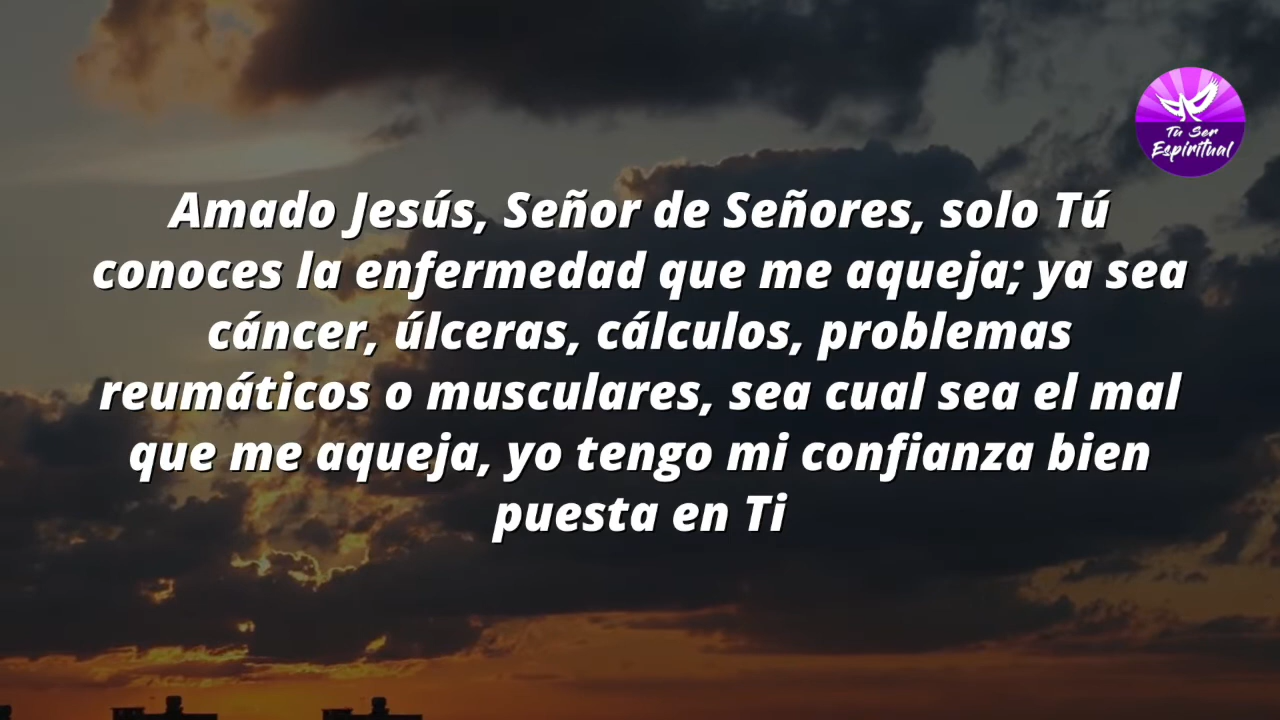 Tu Ser
Espiritual
Amado Jesús, Señor de Señores, solo Tú
conoces la enfermedad que me aqueja; ya sea
cáncer, úlceras, cálculos, problemas
reumáticos o musculares, sea cual sea el mal
que me aqueja, yo tengo mi confianza bien
puesta en Ti